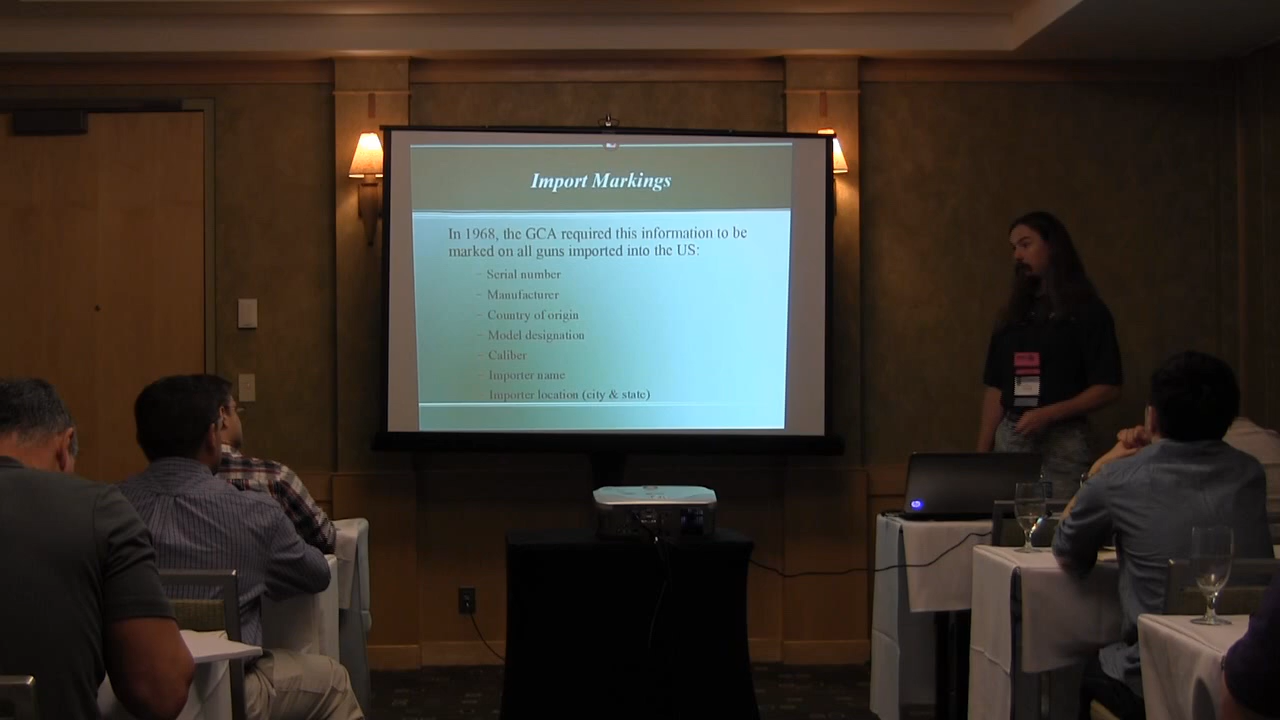 Import Markings
In 1968, the GCA required this information to be
marked on all guns imported into the US:
– Serial number
– Manufacturer
– Country of origin
– Model designation
– Caliber
– Importer name
– Importer location (city & state)